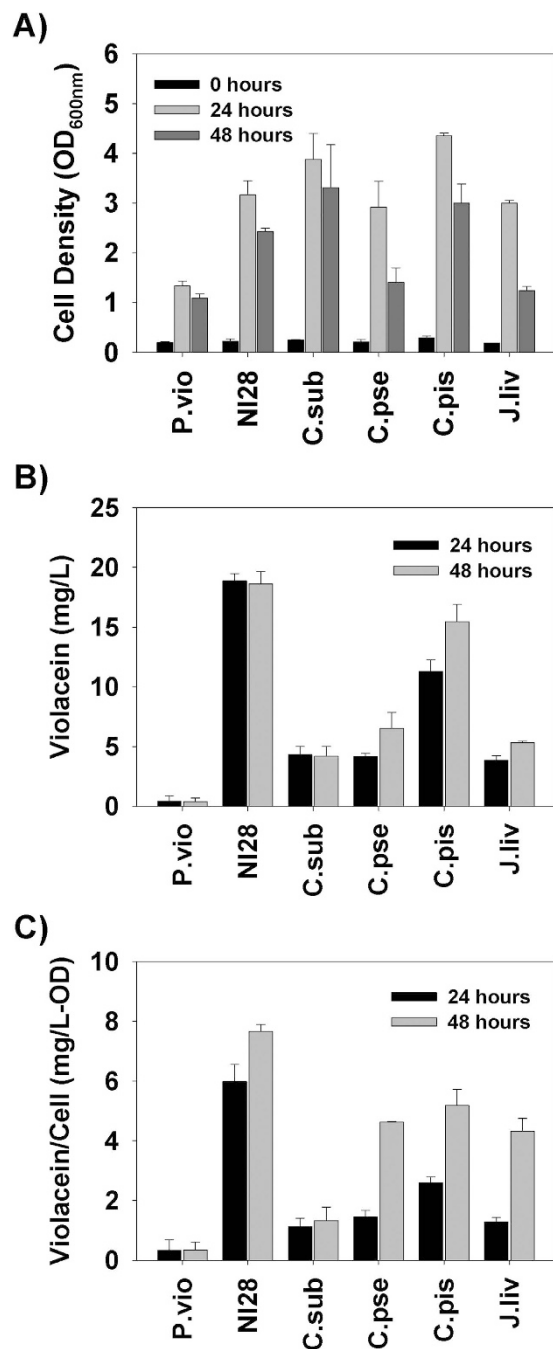 A)
Cell Density (OD600nm)
6
5
4
3
2
1
0
0 hours
24 hours
48 hours
P.vio
NI28
C.sub
C.pse
C.pis
J.liv
B)
Violacein (mg/L)
25
20
15
10
5
0
24 hours
48 hours
P.vio
NI28
C.sub
C.pse
C.pis
J.liv
C)
Violacein/Cell (mg/L-OD)
10
8
6
4
2
0
24 hours
48 hours
P.vio
NI28
C.sub
C.pse
C.pis
J.liv